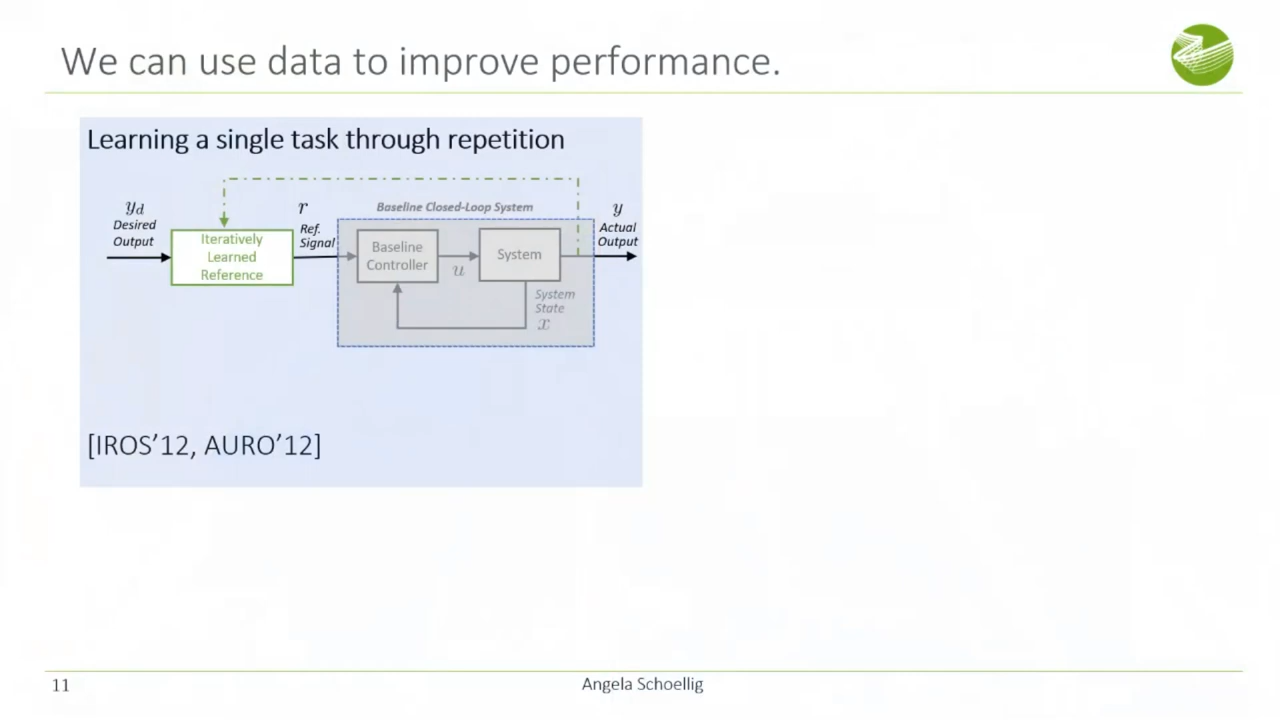 We can use data to improve performance.
Learning a single task through repetition
y_d
Desired
Output
Iteratively
Learned
Reference
r
Ref.
Signal
Baseline Closed-Loop System
Baseline
Controller
u
System
System
State
x
y
Actual
Output
[IROS’12, AURO’12]
11
Angela Schoellig